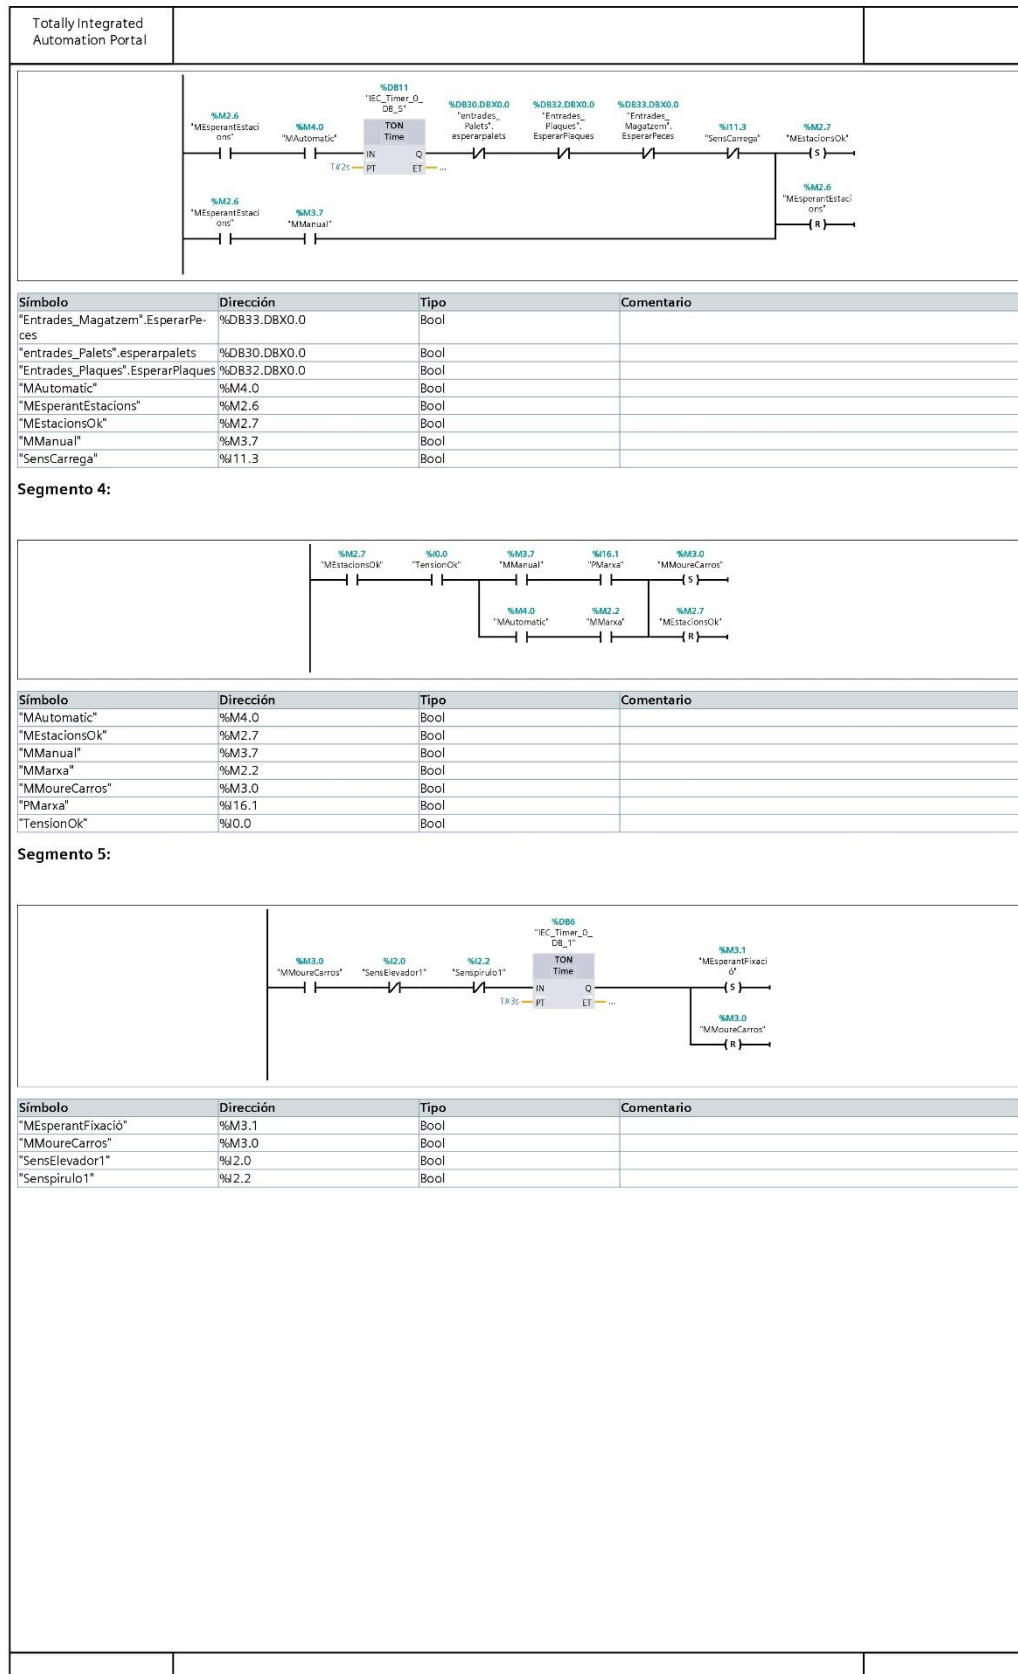 Totally Integrated
Automation Portal
%DB11
"IEC_Timer_0_
DB_5"
%M2.6
"MEsperantEstaci
ons"
%M4.0
"MAutomatic"
TON
Time
IN Q
T#2s PT ET ...
%DB30.DBX0.0
"entrades_
Palets".
esperarpalets
%DB32.DBX0.0
"Entrades_
Plaques".
EsperarPlaques
%DB33.DBX0.0
"Entrades_
Magatzem".
EsperarPeces
%I11.3
"SensCarrega"
%M2.7
"MEstacionsOk"
S
%M2.6
"MEsperantEstaci
ons"
R
%M2.6
"MEsperantEstaci
ons"
%M3.7
"MManual"
Símbolo Dirección Tipo Comentario
"Entrades_Magatzem".EsperarPe- %DB33.DBX0.0 Bool
ces
"entrades_Palets".esperarpalets %DB30.DBX0.0 Bool
"Entrades_Plaques".EsperarPlaques %DB32.DBX0.0 Bool
"MAutomatic" %M4.0 Bool
"MEsperantEstacions" %M2.6 Bool
"MEstacionsOk" %M2.7 Bool
"MManual" %M3.7 Bool
"SensCarrega" %I11.3 Bool
Segmento 4:
%M2.7
"MEstacionsOk"
%I0.0
"TensionOk"
%M3.7
"MManual"
%I16.1
"PMarxa"
%M3.0
"MMoureCarros"
S
%M4.0
"MAutomatic"
%M2.2
"MMarxa"
%M2.7
"MEstacionsOk"
R
Símbolo Dirección Tipo Comentario
"MAutomatic" %M4.0 Bool
"MEstacionsOk" %M2.7 Bool
"MManual" %M3.7 Bool
"MMarxa" %M2.2 Bool
"MMoureCarros" %M3.0 Bool
"PMarxa" %I16.1 Bool
"TensionOk" %I0.0 Bool
Segmento 5:
%DB6
"IEC_Timer_0_
DB_1"
%M3.0
"MMoureCarros"
%I2.0
"SensElevador1"
%I2.2
"Senspirulo1"
TON
Time
IN Q
T#3s PT ET ...
%M3.1
"MEsperantFixaci
ó"
S
%M3.0
"MMoureCarros"
R
Símbolo Dirección Tipo Comentario
"MEsperantFixació" %M3.1 Bool
"MMoureCarros" %M3.0 Bool
"SensElevador1" %I2.0 Bool
"Senspirulo1" %I2.2 Bool